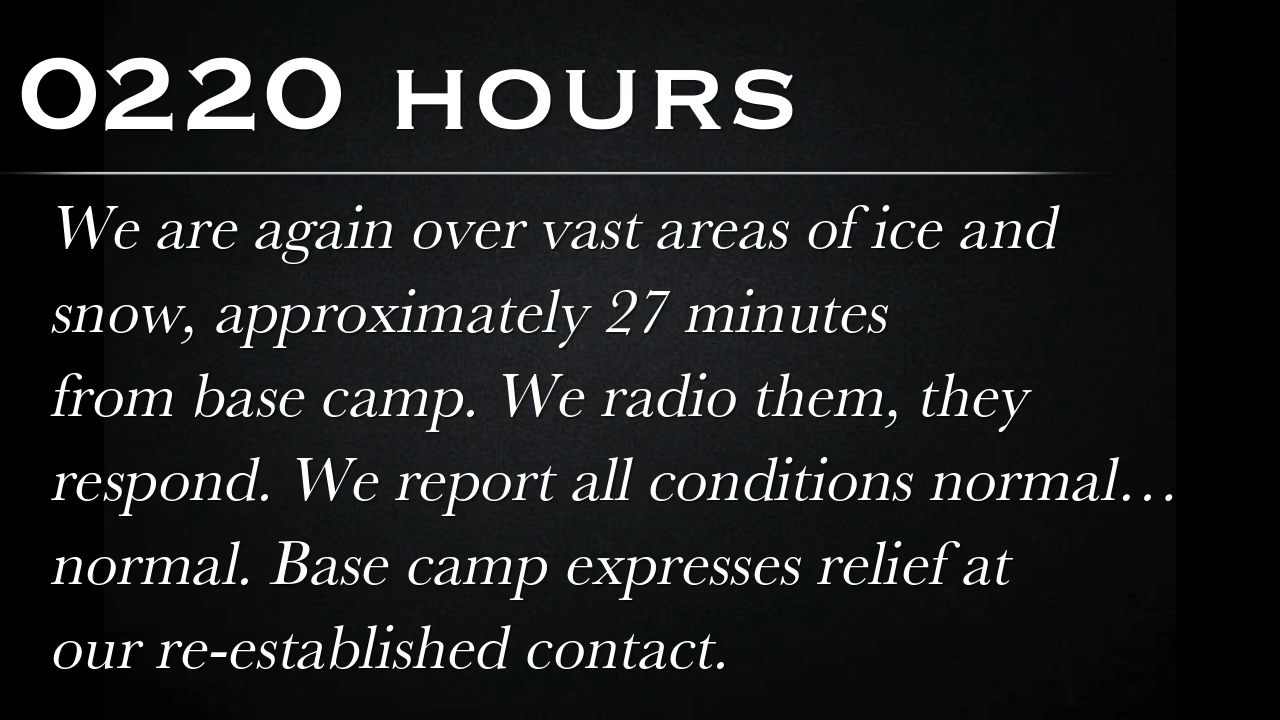 0220 HOURS
We are again over vast areas of ice and
snow, approximately 27 minutes
from base camp. We radio them, they
respond. We report all conditions normal…
normal. Base camp expresses relief at
our re-established contact.